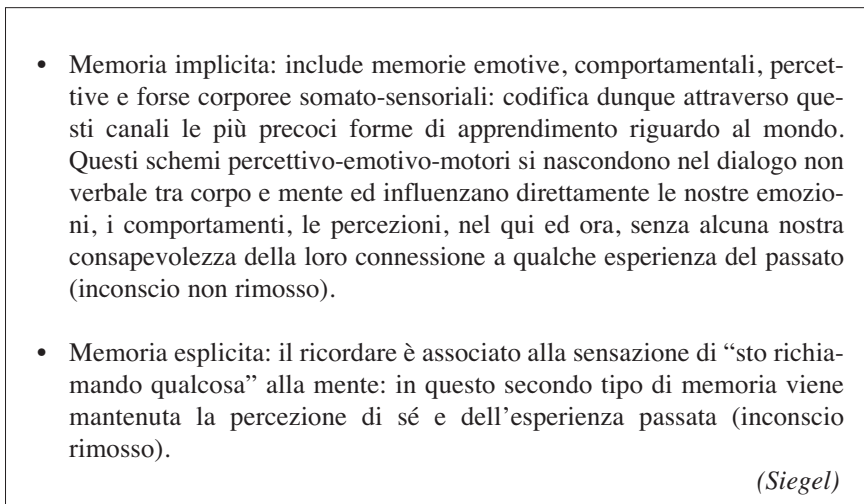 • Memoria implicita: include memorie emotive, comportamentali, percet-
tive e forse corporee somato-sensoriali: codifica dunque attraverso que-
sti canali le più precoci forme di apprendimento riguardo al mondo.
Questi schemi percettivo-emotivo-motori si nascondono nel dialogo non
verbale tra corpo e mente ed influenzano direttamente le nostre emozio-
ni, i comportamenti, le percezioni, nel qui ed ora, senza alcuna nostra
consapevolezza della loro connessione a qualche esperienza del passato
(inconscio non rimosso).
• Memoria esplicita: il ricordare è associato alla sensazione di “sto richia-
mando qualcosa” alla mente: in questo secondo tipo di memoria viene
mantenuta la percezione di sé e dell’esperienza passata (inconscio
rimosso).
(Siegel)